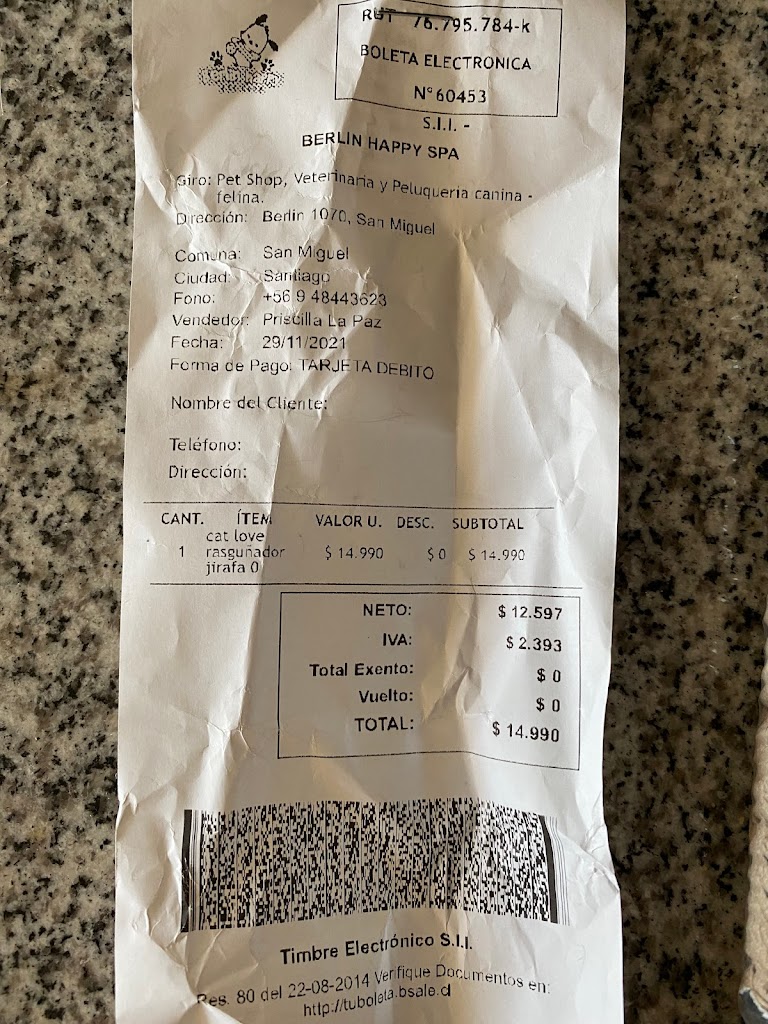 RUT 76.795.784-K
BOLETA ELECTRONICA
N°60453
S.I.I. -
BERLIN HAPPY SPA
Giro: Pet Shop, Veterinaria y Peluqueria canina -
felina.
Dirección: Berlin 1070, San Miguel
Comuna: San Miguel
Ciudad: Santiago
Fono: +56 9 48443623
Vendedor: Priscilla La Paz
Fecha: 29/11/2021
Forma de Pago: TARJETA DEBITO
Nombre del Cliente:
Teléfono:
Dirección:
CANT. ÍTEM VALOR U. DESC. SUBTOTAL
cat love
1 rasguñador $ 14.990 $ 0 $ 14.990
jirafa 0
NETO: $ 12.597
IVA: $ 2.393
Total Exento: $ 0
Vuelto: $ 0
TOTAL: $ 14.990
Timbre Electrónico S.I.I.
Res. 80 del 22-08-2014 Verifique Documentos en:
http://tuboleta.bsale.cl